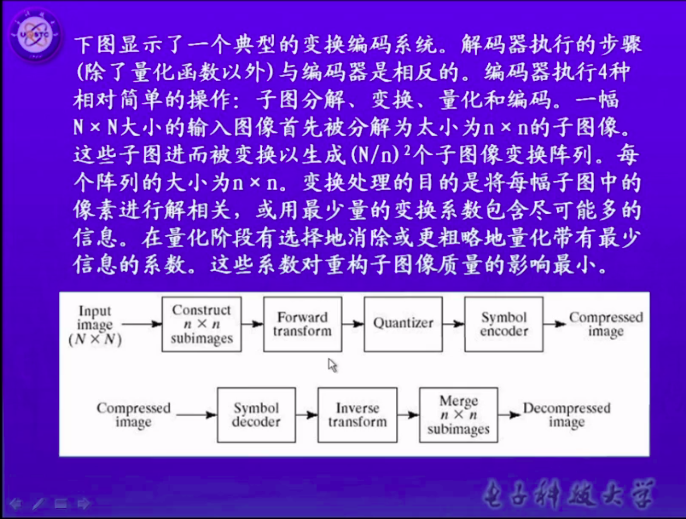 下图显示了一个典型的变换编码系统。解码器执行的步骤
(除了量化函数以外)与编码器是相反的。编码器执行4种
相对简单的操作：子图分解、变换、量化和编码。一幅
N×N大小的输入图像首先被分解为太小为n×n的子图像。
这些子图进而被变换以生成(N/n)²个子图像变换阵列。每
个阵列的大小为n×n。变换处理的目的是将每幅子图中的
像素进行解相关，或用最少量的变换系数包含尽可能多的
信息。在量化阶段有选择地消除或更粗略地量化带有最少
信息的系数。这些系数对重构子图像质量的影响最小。
Input
image
(N×N)
Construct
n×n
subimages
Forward
transform
Quantizer
Symbol
encoder
Compressed
image
Compressed
image
Symbol
decoder
Inverse
transform
Merge
n×n
subimages
Decompressed
image
电子科技大学